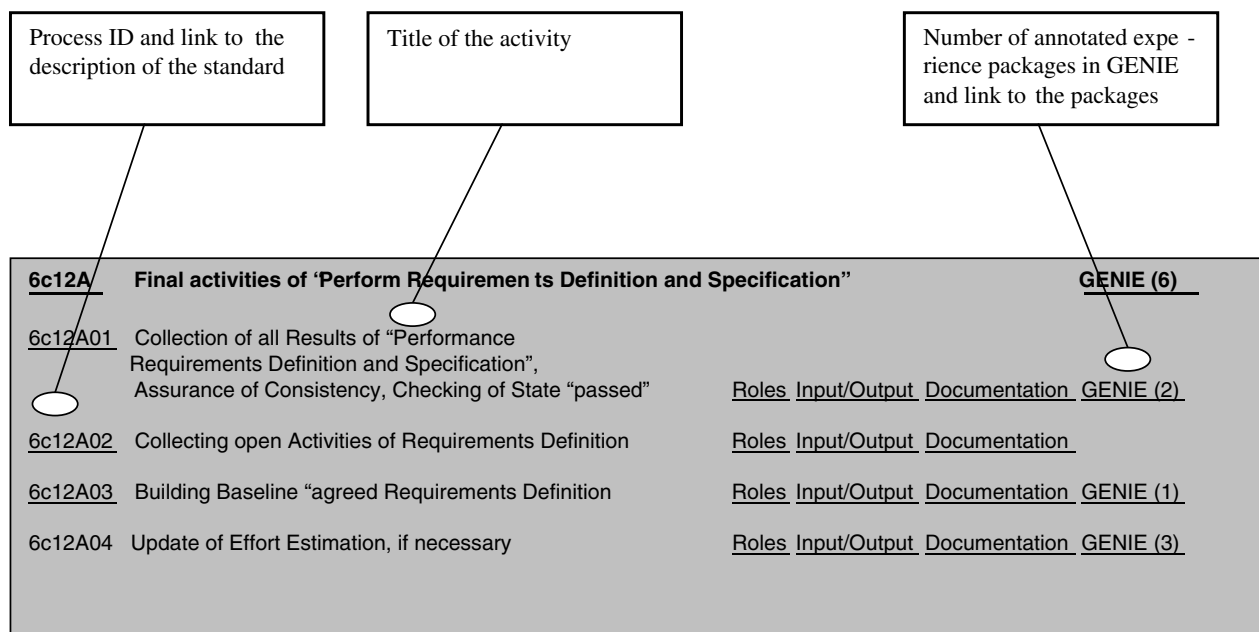 Process ID and link to the
description of the standard
Title of the activity
Number of annotated expe -
rience packages in GENIE
and link to the packages
6c12A Final activities of “Perform Requiremen ts Definition and Specification” GENIE (6)
6c12A01 Collection of all Results of “Performance
Requirements Definition and Specification”,
Assurance of Consistency, Checking of State “passed” Roles Input/Output Documentation GENIE (2)
6c12A02 Collecting open Activities of Requirements Definition Roles Input/Output Documentation
6c12A03 Building Baseline “agreed Requirements Definition Roles Input/Output Documentation GENIE (1)
6c12A04 Update of Effort Estimation, if necessary Roles Input/Output Documentation GENIE (3)